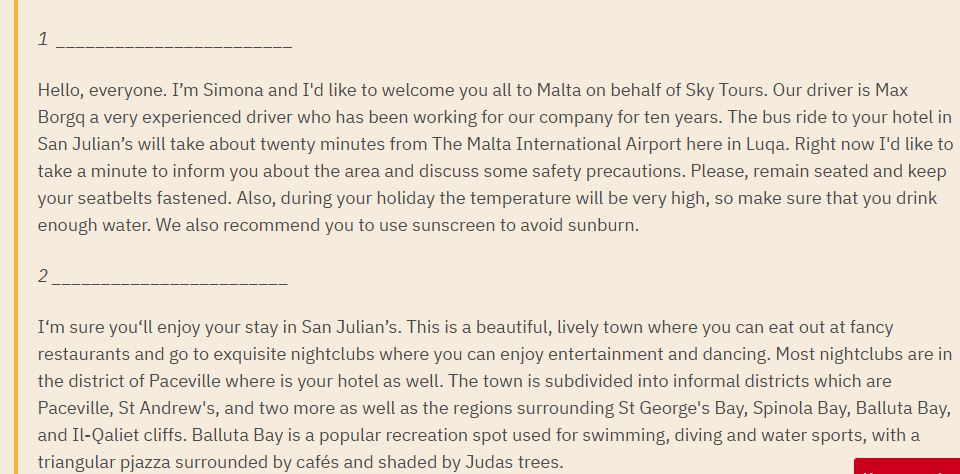 1 ________________________
Hello, everyone. I’m Simona and I'd like to welcome you all to Malta on behalf of Sky Tours. Our driver is Max
Borgq a very experienced driver who has been working for our company for ten years. The bus ride to your hotel in
San Julian’s will take about twenty minutes from The Malta International Airport here in Luqa. Right now I'd like to
take a minute to inform you about the area and discuss some safety precautions. Please, remain seated and keep
your seatbelts fastened. Also, during your holiday the temperature will be very high, so make sure that you drink
enough water. We also recommend you to use sunscreen to avoid sunburn.
2 ________________________
I‘m sure you‘ll enjoy your stay in San Julian’s. This is a beautiful, lively town where you can eat out at fancy
restaurants and go to exquisite nightclubs where you can enjoy entertainment and dancing. Most nightclubs are in
the district of Paceville where is your hotel as well. The town is subdivided into informal districts which are
Paceville, St Andrew's, and two more as well as the regions surrounding St George's Bay, Spinola Bay, Balluta Bay,
and Il-Qaliet cliffs. Balluta Bay is a popular recreation spot used for swimming, diving and water sports, with a
triangular pjazza surrounded by cafés and shaded by Judas trees.